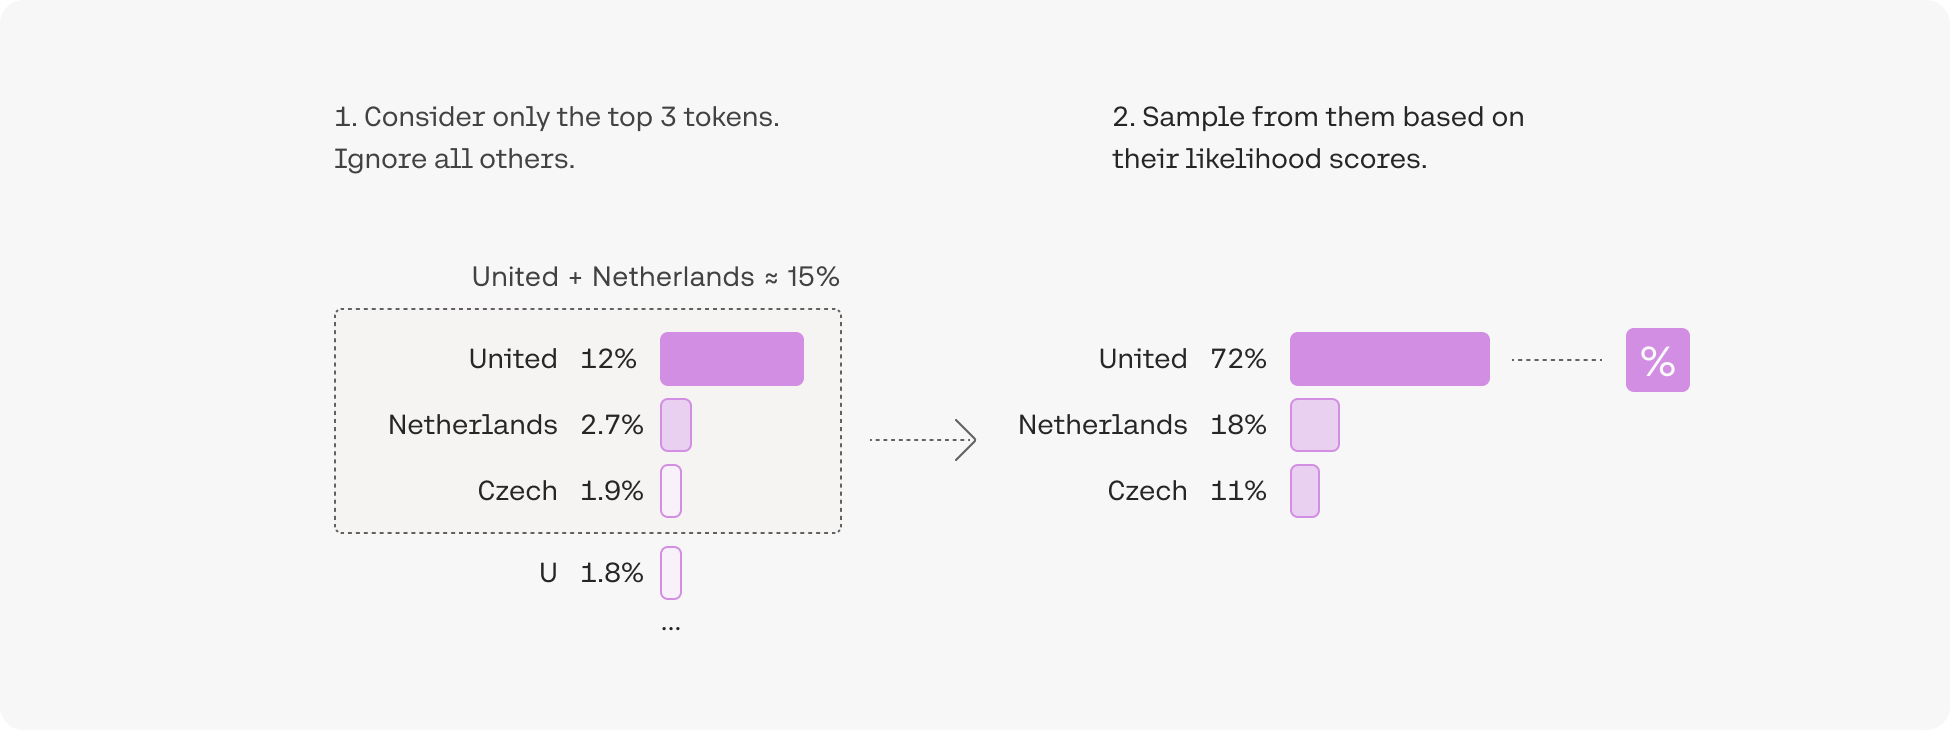 1. Consider only the top 3 tokens.
Ignore all others.
2. Sample from them based on
their likelihood scores.
United + Netherlands ≈ 15%
United 12%
Netherlands 2.7%
Czech 1.9%
U 1.8%
...
United 72%
%
Netherlands 18%
Czech 11%